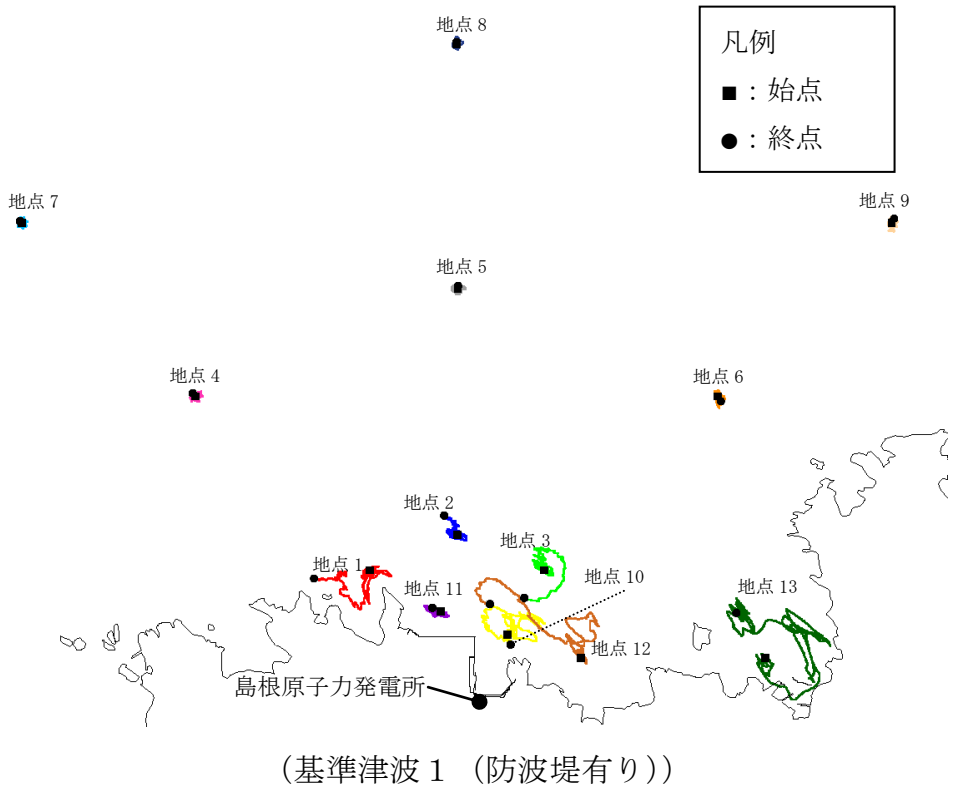 地点 8
凡例
■：始点
●：終点
地点 7
地点 9
地点 5
地点 4
地点 6
地点 2
地点 3
地点 1
地点 10
地点 11
地点 13
地点 12
島根原子力発電所
（基準津波１（防波堤有り））